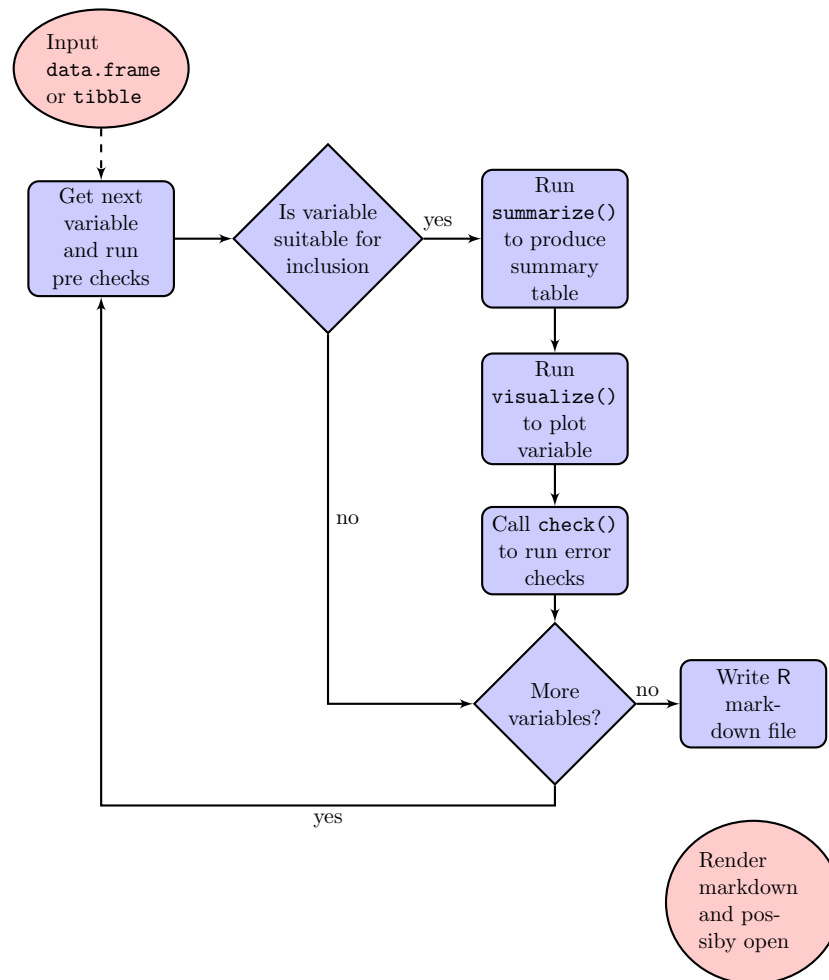 Input
data.frame
or tibble
Get next
variable
and run
pre checks
Is variable
suitable for
inclusion
yes
Run
summarize()
to produce
summary
table
Run
visualize()
to plot
variable
no
Call check()
to run error
checks
More
variables?
no
Write R
mark-
down file
yes
Render
markdown
and pos-
siby open